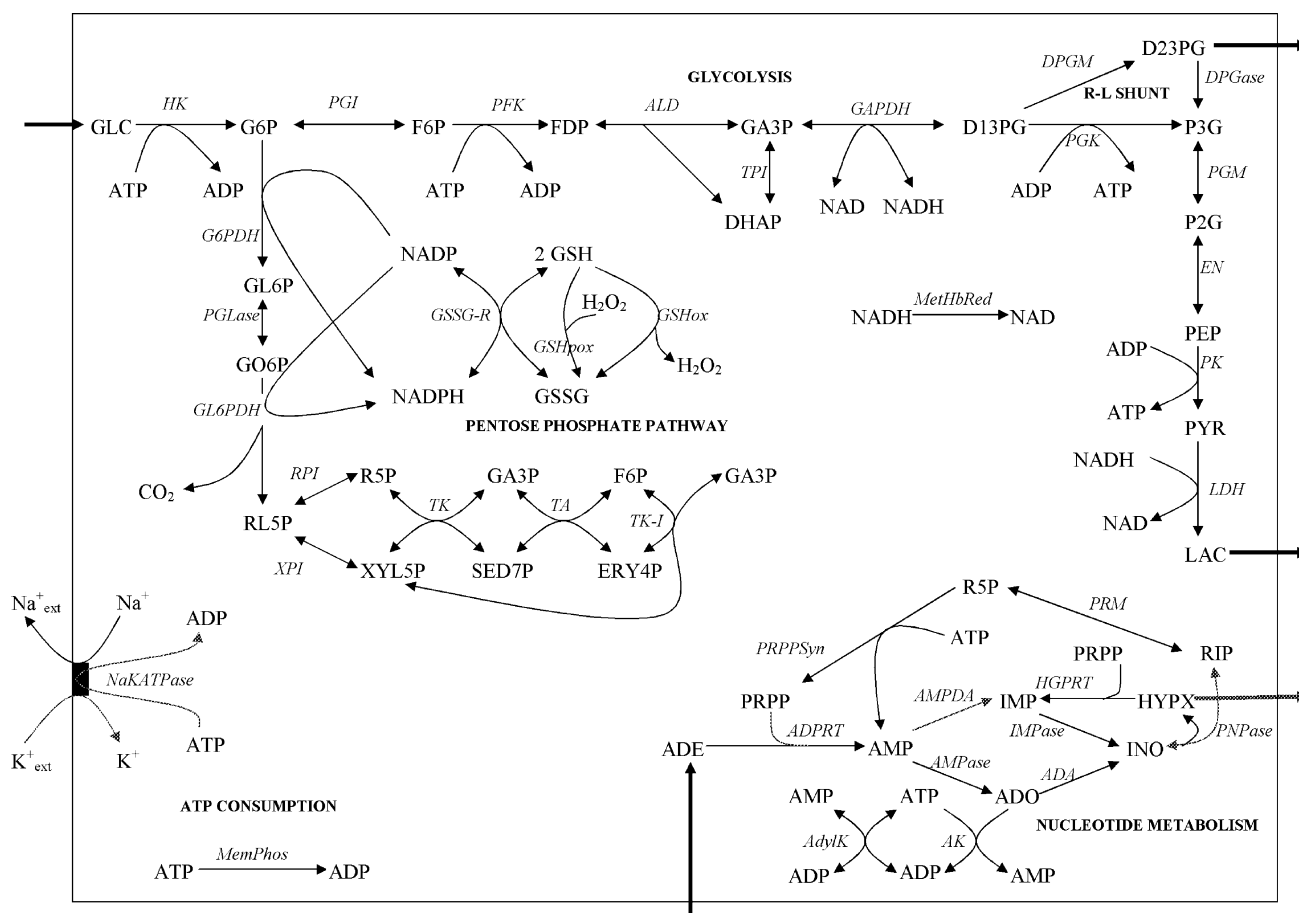 D23PG
DPGM
DPGase
GLYCOLYSIS
R-L SHUNT
HK
PGI
PFK
ALD
GAPDH
GLC
G6P
F6P
FDP
GA3P
D13PG
P3G
PGK
ATP
ADP
ATP
ADP
TPI
ADP
ATP
PGM
NAD
NADH
DHAP
P2G
G6PDH
NADP
2 GSH
EN
GL6P
H₂O₂
PGLase
GSSG-R
GSHox
MetHbRed
NADH
NAD
PEP
GSHpox
ADP
PK
GO6P
H₂O₂
NADPH
GSSG
GL6PDH
ATP
PENTOSE PHOSPHATE PATHWAY
PYR
NADH
RPI
R5P
GA3P
F6P
GA3P
CO₂
LDH
TK
TA
TK-I
RL5P
NAD
LAC
XPI
XYL5P
SED7P
ERY4P
R5P
Na⁺ext
Na⁺
ADP
PRM
ATP
PRPPSyn
PRPP
RIP
NaKATPase
HGPRT
PRPP
AMPDA
IMP
HYPX
ADPRT
IMPase
PNPase
K⁺ext
K⁺
ATP
ADE
AMP
INO
AMPase
ADA
ATP CONSUMPTION
AMP
ATP
ADO
NUCLEOTIDE METABOLISM
AdylK
AK
MemPhos
ATP
ADP
ADP
ADP
AMP